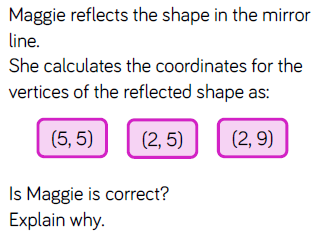 Maggie reflects the shape in the mirror
line.
She calculates the coordinates for the
vertices of the reflected shape as:
(5, 5) (2, 5) (2, 9)
Is Maggie is correct?
Explain why.